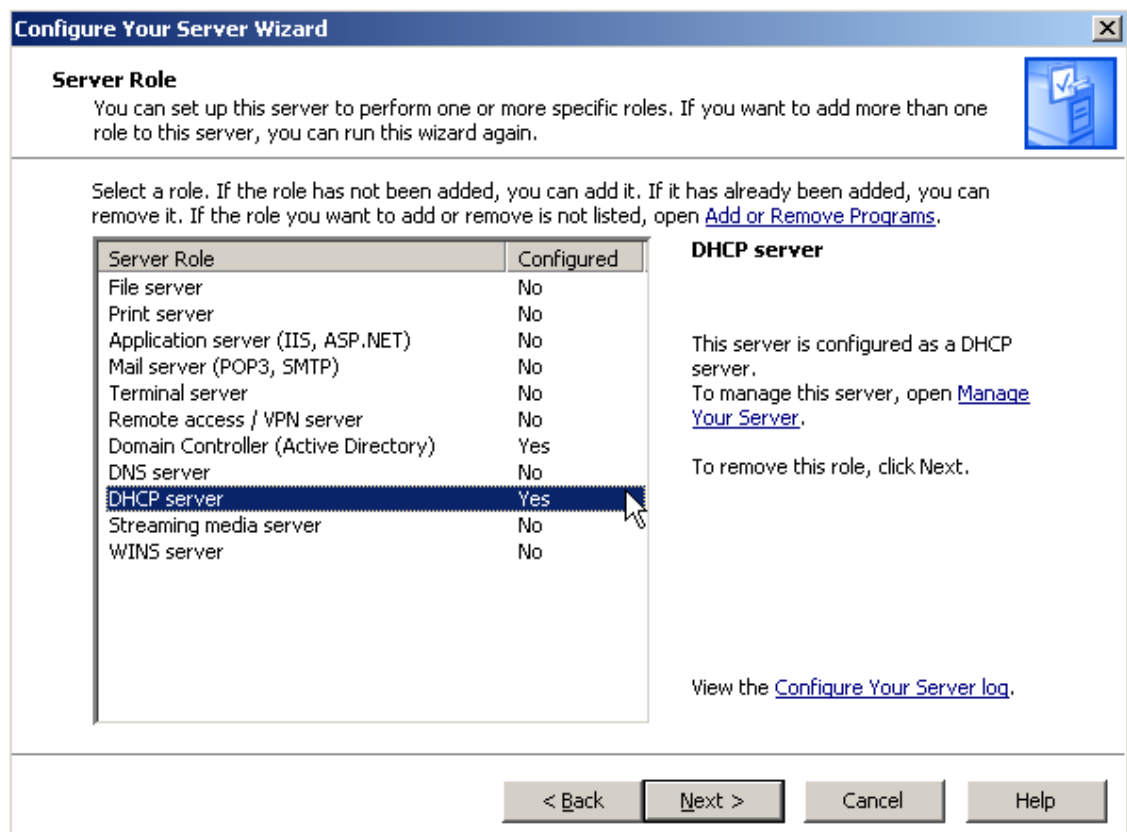 Configure Your Server Wizard
Server Role
You can set up this server to perform one or more specific roles. If you want to add more than one
role to this server, you can run this wizard again.
Select a role. If the role has not been added, you can add it. If it has already been added, you can
remove it. If the role you want to add or remove is not listed, open Add or Remove Programs.
Server Role Configured
File server No
Print server No
Application server (IIS, ASP.NET) No
Mail server (POP3, SMTP) No
Terminal server No
Remote access / VPN server No
Domain Controller (Active Directory) Yes
DNS server No
DHCP server Yes
Streaming media server No
WINS server No
DHCP server
This server is configured as a DHCP
server.
To manage this server, open Manage
Your Server.
To remove this role, click Next.
View the Configure Your Server log.
< Back Next > Cancel Help